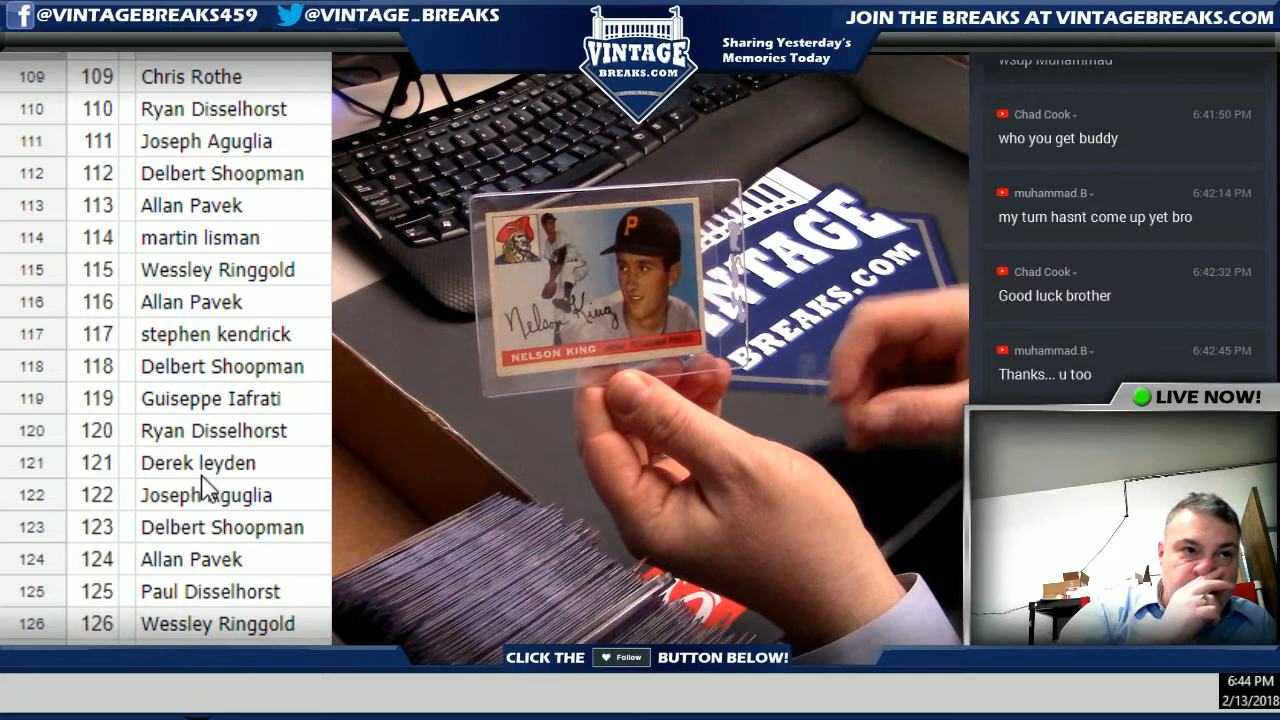 @VINTAGEBREAKS459
@VINTAGE_BREAKS
VINTAGE
BREAKS.COM
Sharing Yesterday's
Memories Today
JOIN THE BREAKS AT VINTAGEBREAKS.COM
109 109 Chris Rothe
110 110 Ryan Disselhorst
111 111 Joseph Aguglia
112 112 Delbert Shoopman
113 113 Allan Pavek
114 114 martin lisman
115 115 Wessley Ringgold
116 116 Allan Pavek
117 117 stephen kendrick
118 118 Delbert Shoopman
119 119 Guiseppe Iafrati
120 120 Ryan Disselhorst
121 121 Derek leyden
122 122 Joseph Aguglia
123 123 Delbert Shoopman
124 124 Allan Pavek
125 125 Paul Disselhorst
126 126 Wessley Ringgold
P
Nelson King
NELSON KING
NTAGE
BREAKS.COM
wsup Muhammad
Chad Cook 6:41:50 PM
who you get buddy
muhammad.B 6:42:14 PM
my turn hasnt come up yet bro
Chad Cook 6:42:32 PM
Good luck brother
muhammad.B 6:42:45 PM
Thanks... u too
LIVE NOW!
CLICK THE Follow BUTTON BELOW!
6:44 PM
2/13/2018